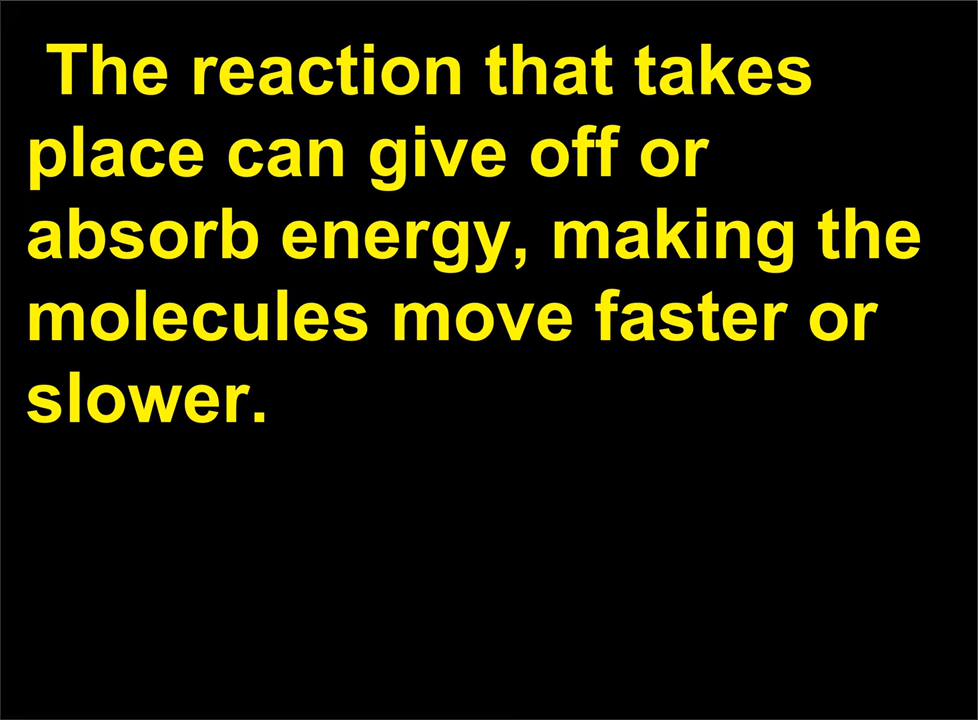 The reaction that takes
place can give off or
absorb energy, making the
molecules move faster or
slower.